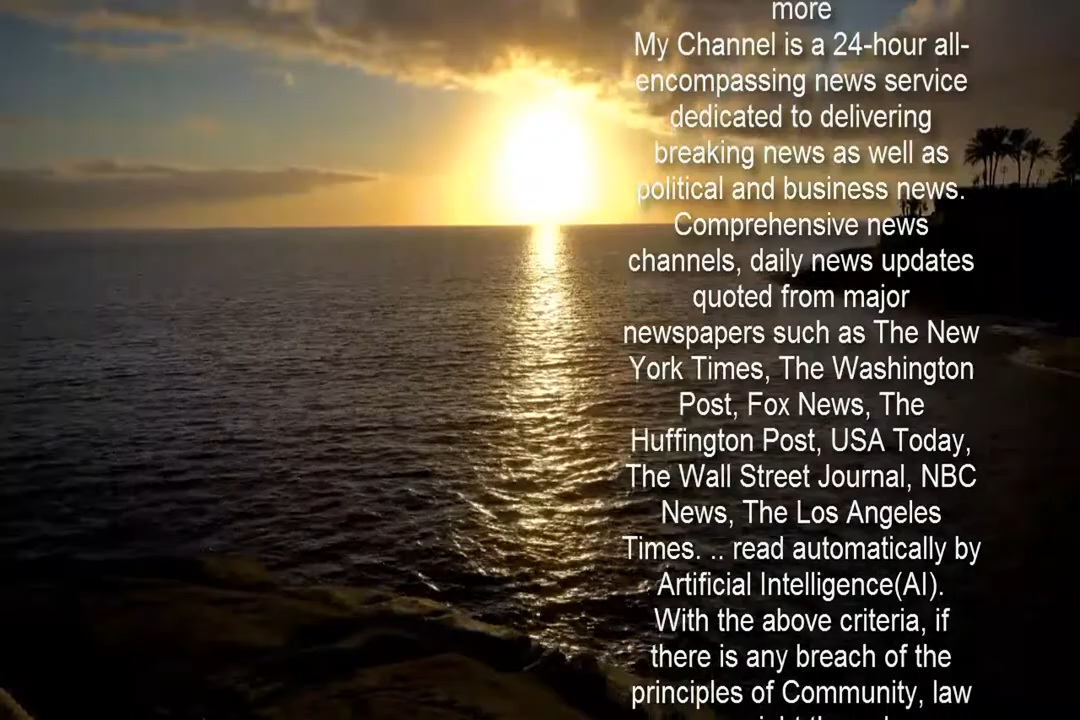 more
My Channel is a 24-hour all-
encompassing news service
dedicated to delivering
breaking news as well as
political and business news.
Comprehensive news
channels, daily news updates
quoted from major
newspapers such as The New
York Times, The Washington
Post, Fox News, The
Huffington Post, USA Today,
The Wall Street Journal, NBC
News, The Los Angeles
Times. .. read automatically by
Artificial Intelligence(AI).
With the above criteria, if
there is any breach of the
principles of Community, law